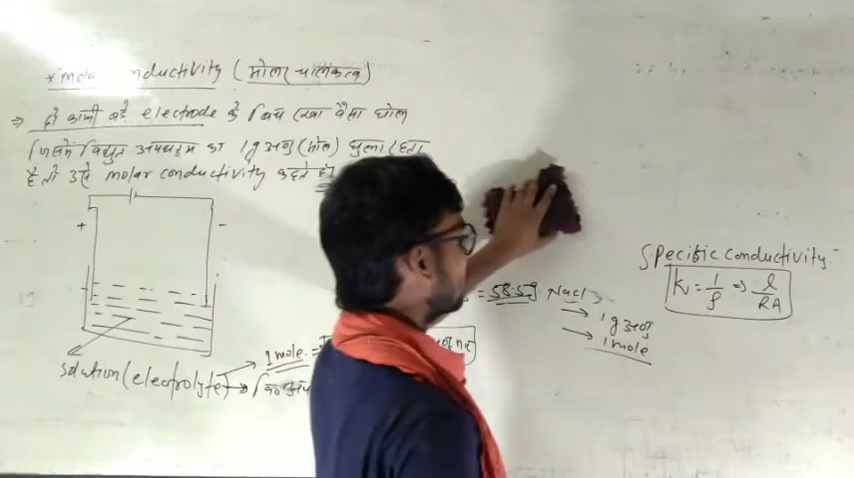 * molar conductivity (मोलर चालकत्व)
⇒ दो काफी बड़े electrode के बिच रखा वैसा घोल
जिसमें विद्युत अपघट्य का 1g अणु (मोल) घुला रहता
है तो उसे molar conductivity कहते हैं
+ -
= 58.5g NaCl
→ 1g अणु
→ 1 mole
solution (electrolyte)
→ 1 mole =
Specific conductivity:-
K = 1/ρ ⇒ l/RA